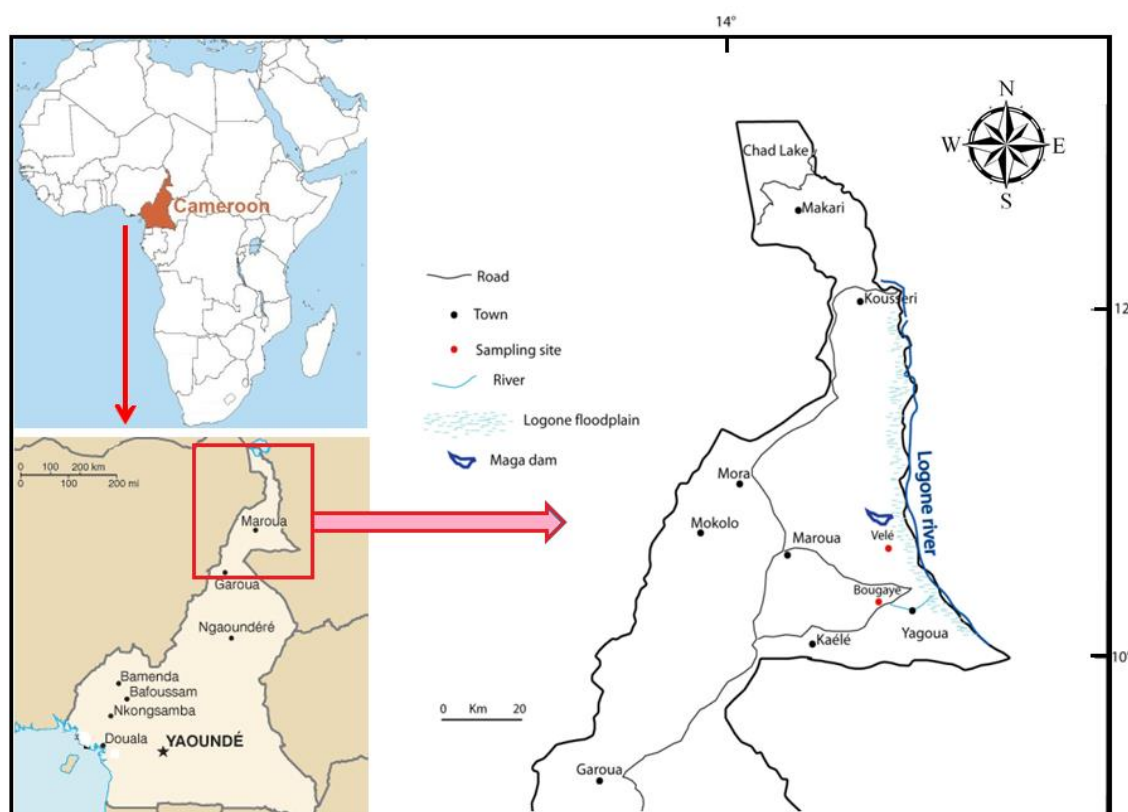 14°
Cameroon
0 100 200 km
0 100 200 mi
Maroua
Garoua
Ngaoundéré
Bamenda
Bafoussam
Nkongsamba
Douala
YAOUNDÉ
Road
Town
Sampling site
River
Logone floodplain
Maga dam
N
W
E
S
Chad Lake
Makari
Kousseri
12
Mora
Mokolo
Maroua
Velé
Logone river
Bougaye
Yagoua
Kaélé
10°
0 Km 20
Garoua